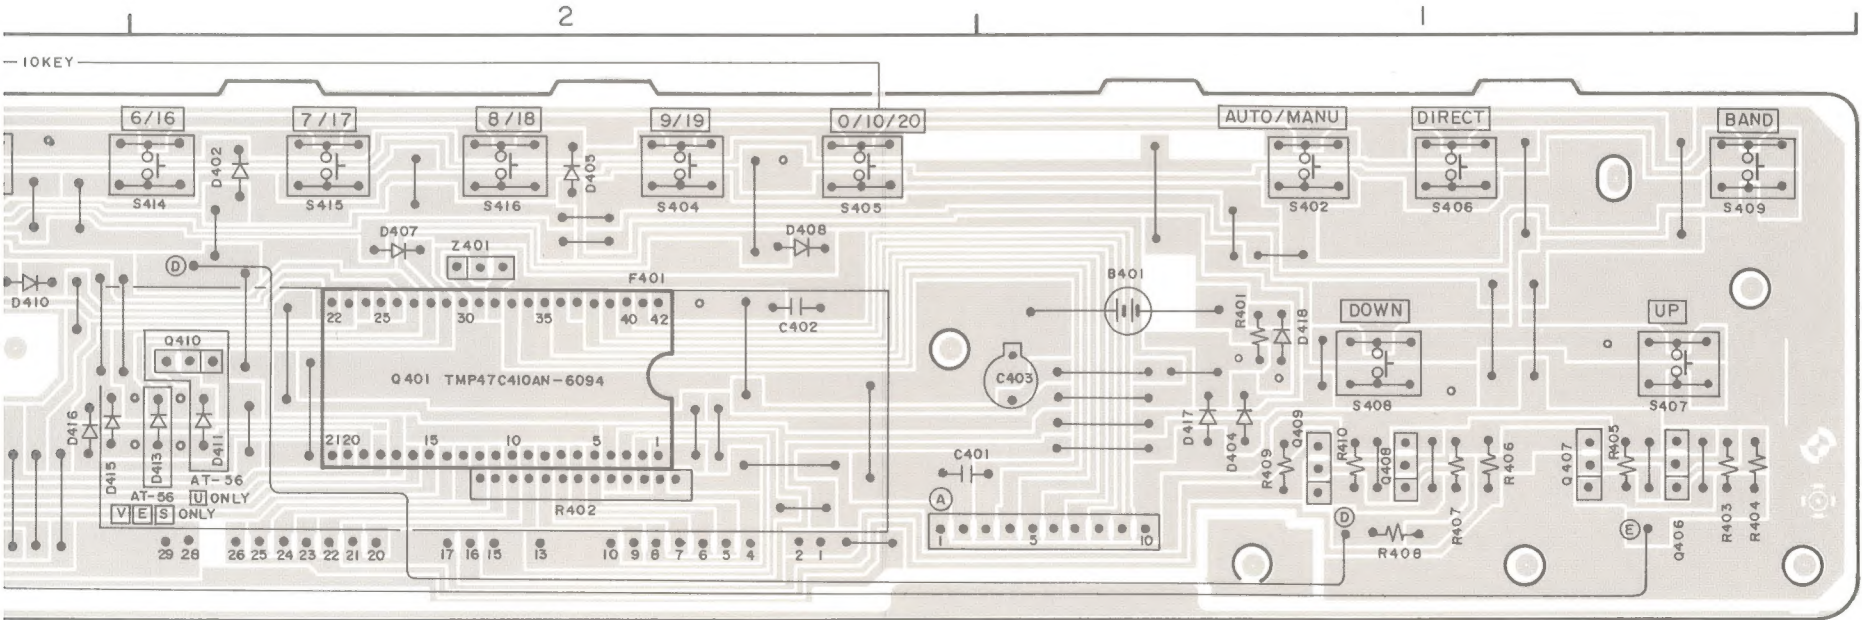 2 1
10KEY
6/16 7/17 8/18 9/19 0/10/20 AUTO/MANU DIRECT BAND
D402 D405
S414 S415 S416 S404 S405 S402 S406 S409
D407 Z401 D408
D F401 B401
D410
22 25 30 35 40 42 C402 R401 D418 DOWN UP
Q410
Q401 TMP47C410AN-6094 C403
S408 S407
D416 D415 D413 D411 D417 D404 R409 Q409 R410 Q408 R407 R406 Q407 R405 Q406 R403 R404
21 20 15 10 5 1 C401
AT-56
U ONLY
AT-56
V E S ONLY
R402 A
1 5 10 D R408 E
29 28 26 25 24 23 22 21 20 17 16 15 13 10 9 8 7 6 5 4 2 1